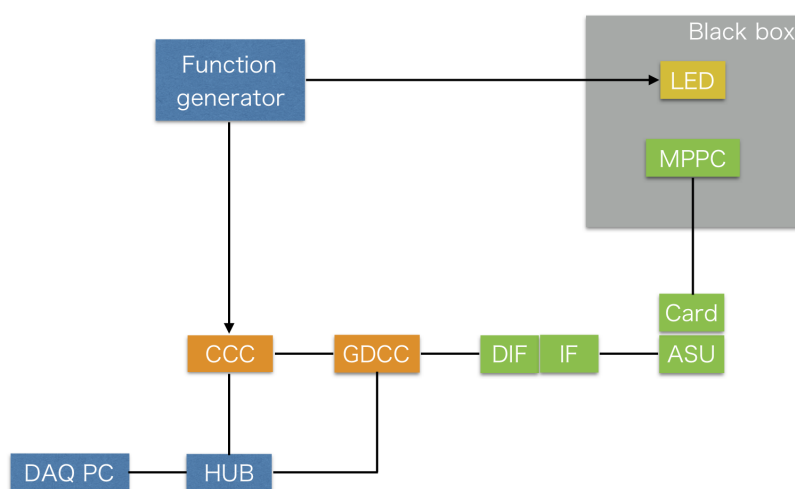 Black box
Function
generator
LED
MPPC
Card
CCC
GDCC
DIF
IF
ASU
DAQ PC
HUB